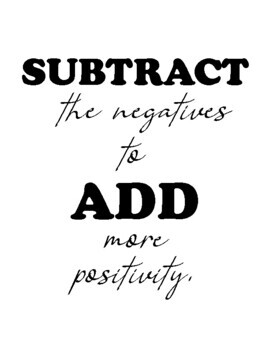 SUBTRACT
the negatives
to
ADD
more
positivity.